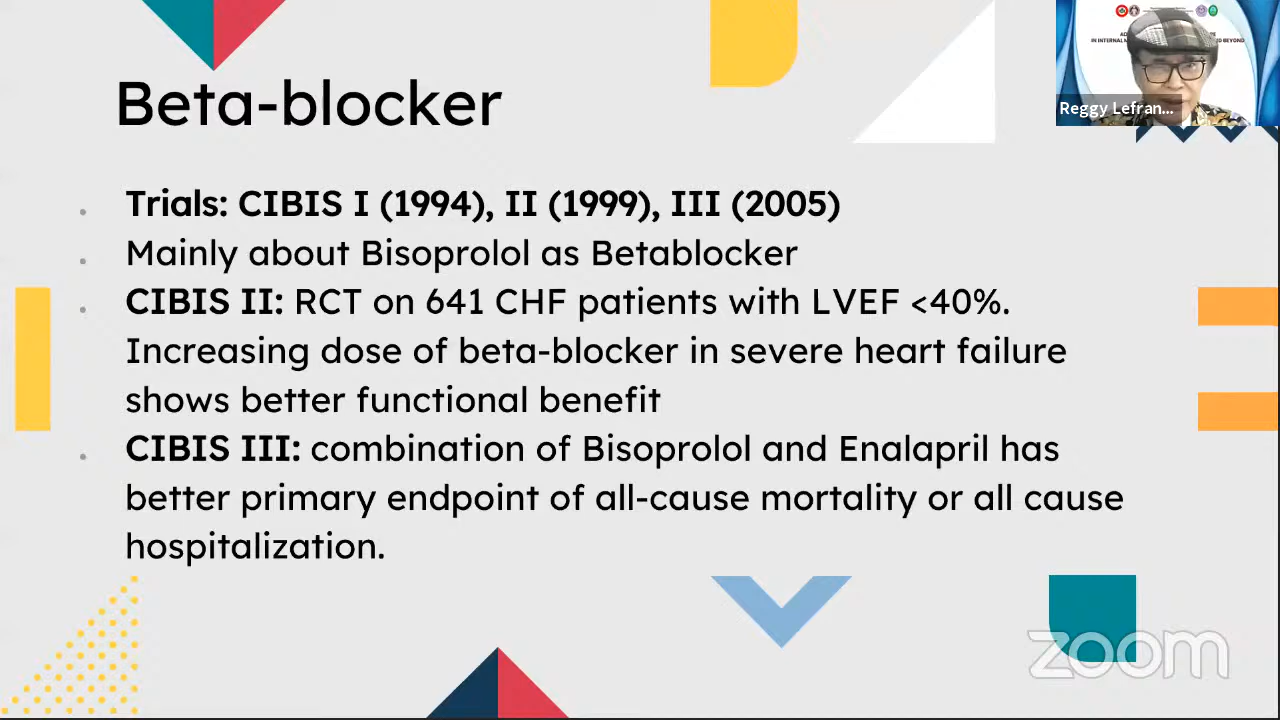 Beta-blocker
Reggy Lefran...
Trials: CIBIS I (1994), II (1999), III (2005)
Mainly about Bisoprolol as Betablocker
CIBIS II: RCT on 641 CHF patients with LVEF <40%.
Increasing dose of beta-blocker in severe heart failure
shows better functional benefit
CIBIS III: combination of Bisoprolol and Enalapril has
better primary endpoint of all-cause mortality or all cause
hospitalization.
zoom